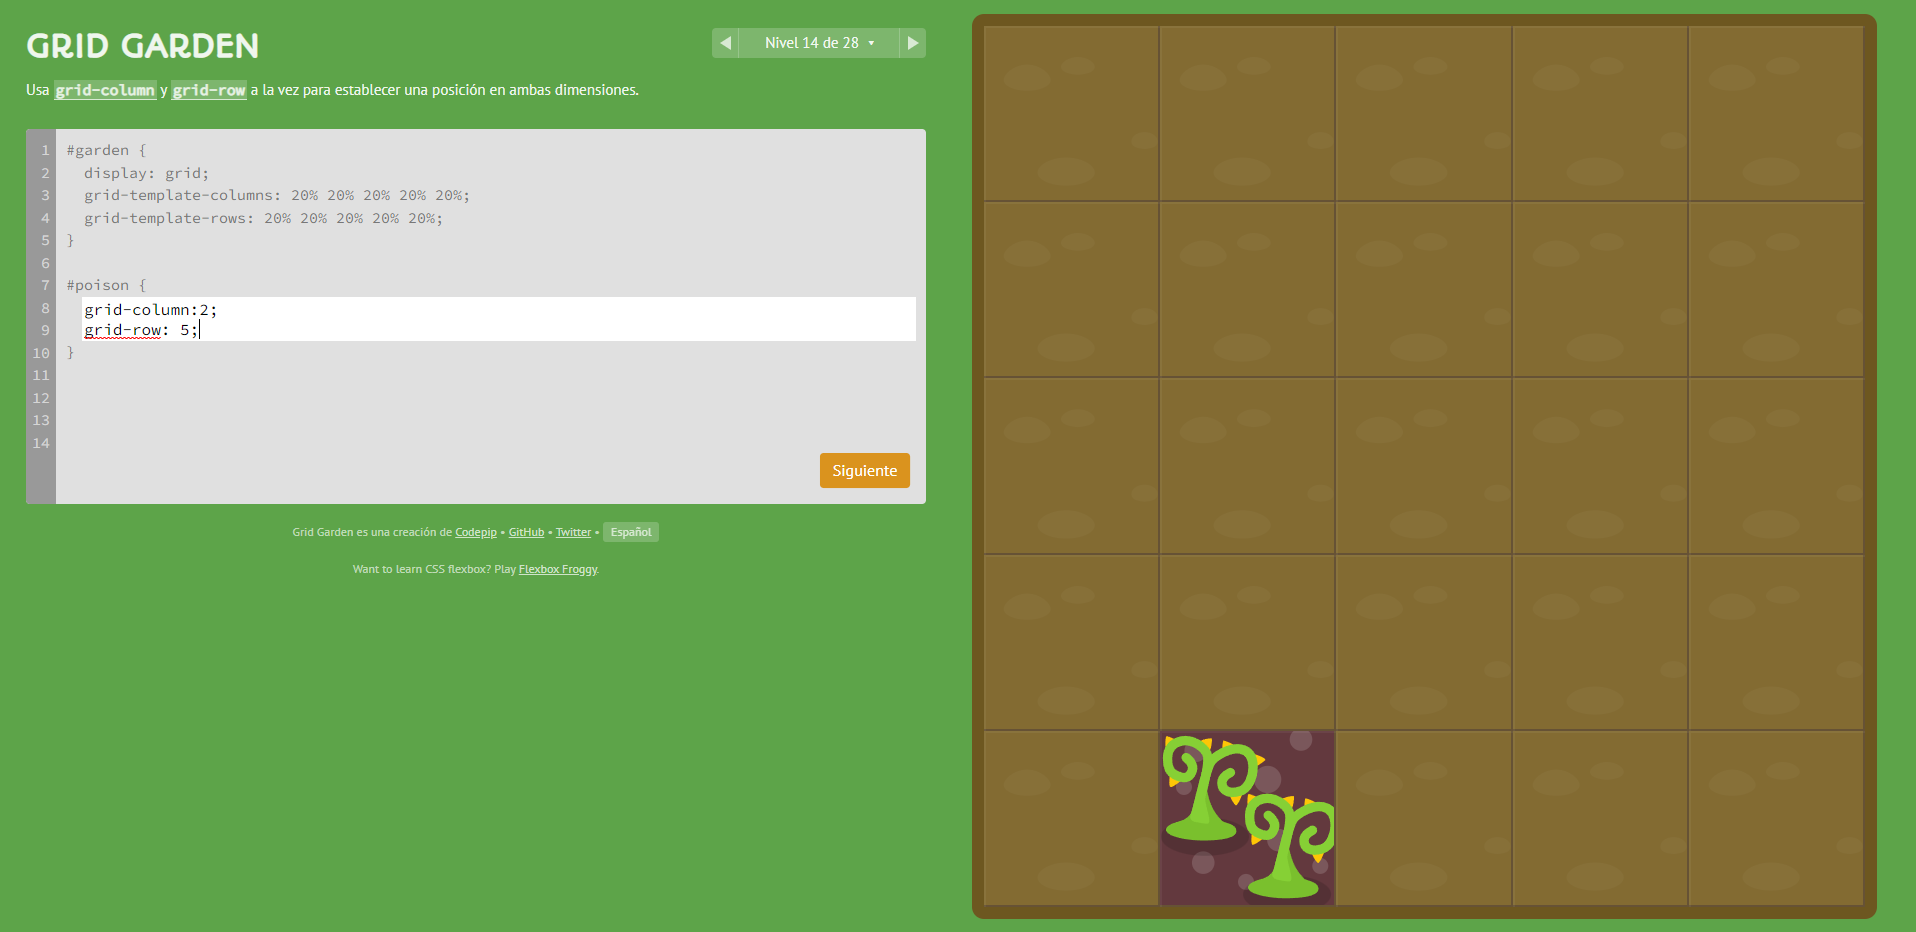 GRID GARDEN
Nivel 14 de 28
Usa grid-column y grid-row a la vez para establecer una posición en ambas dimensiones.
1 #garden {
2 display: grid;
3 grid-template-columns: 20% 20% 20% 20% 20%;
4 grid-template-rows: 20% 20% 20% 20% 20%;
5 }
6
7 #poison {
8 grid-column:2;
9 grid-row: 5;
10 }
11
12
13
14
Siguiente
Grid Garden es una creación de Codepip • GitHub • Twitter • Español
Want to learn CSS flexbox? Play Flexbox Froggy.